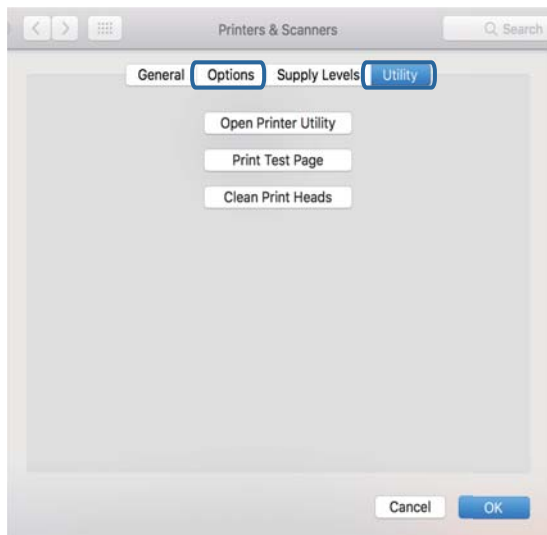 Printers & Scanners Search
General Options Supply Levels Utility
Open Printer Utility
Print Test Page
Clean Print Heads
Cancel OK